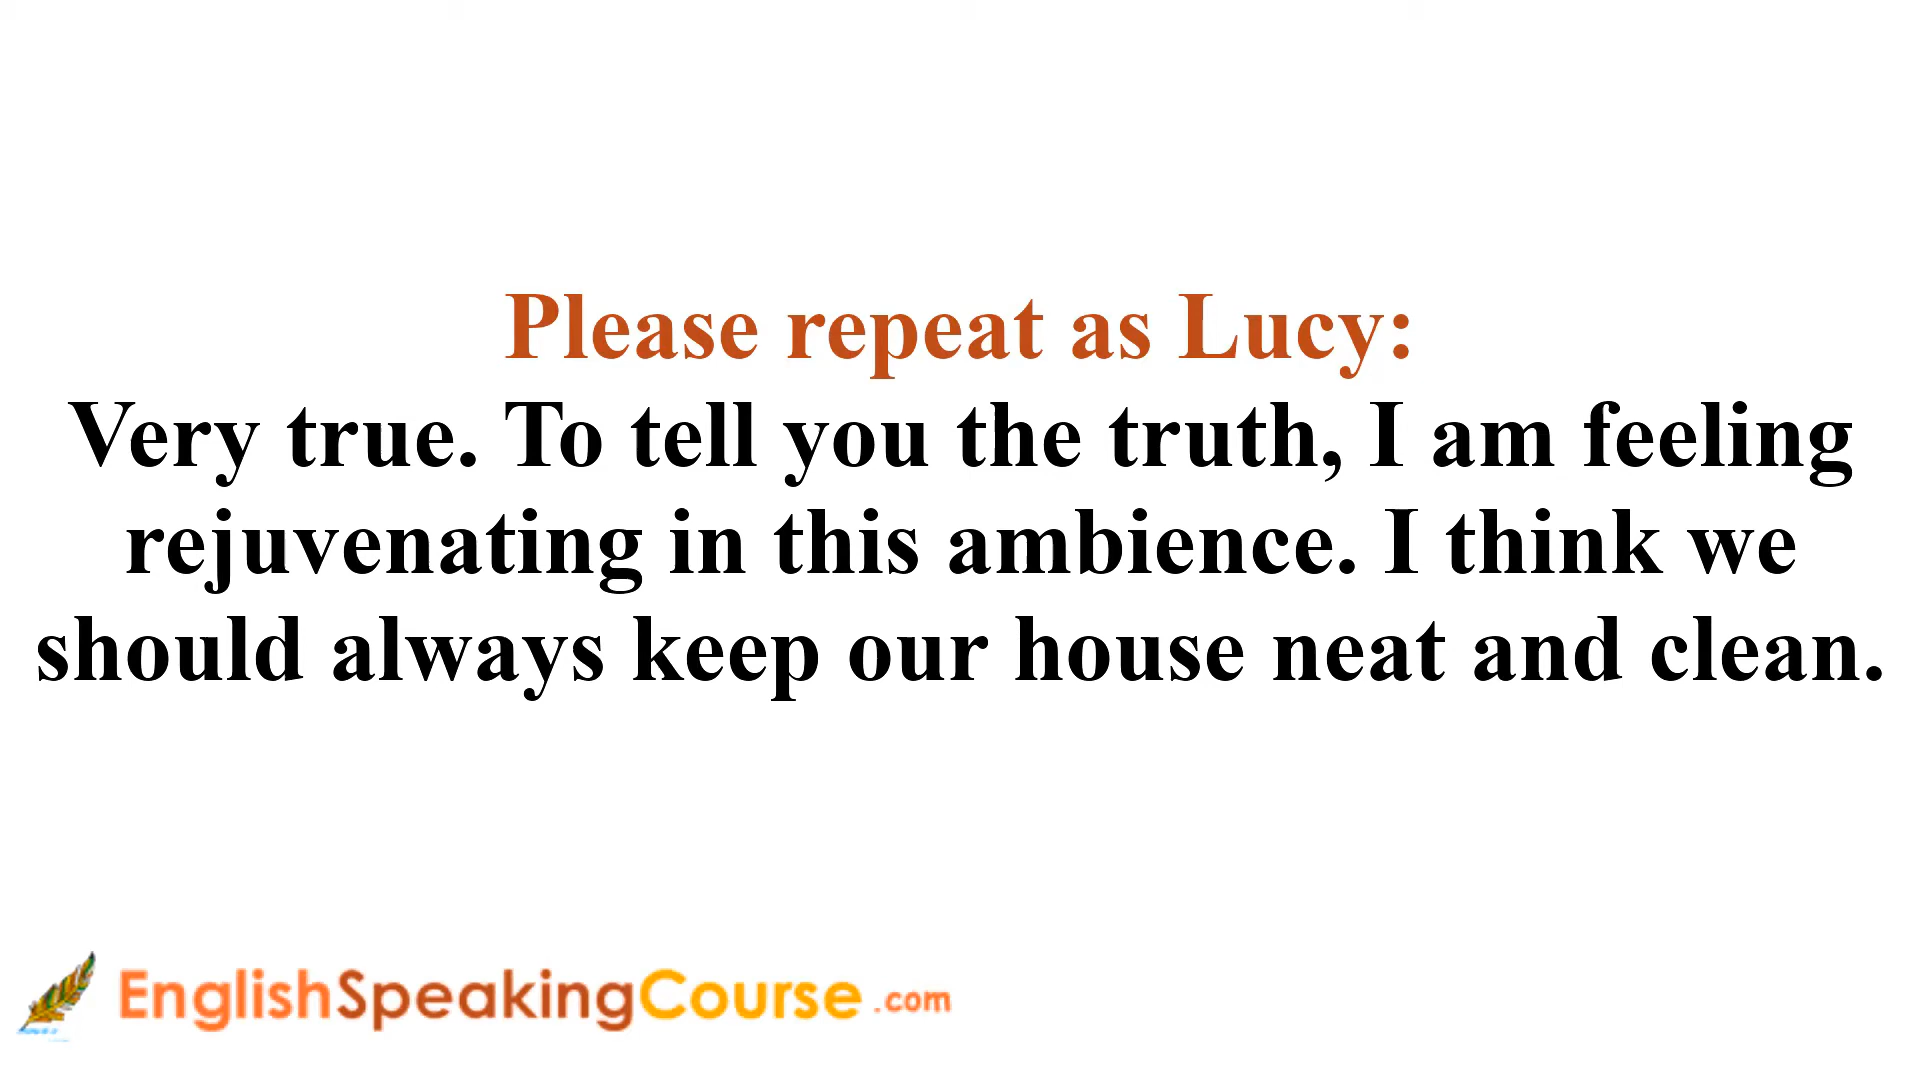 Please repeat as Lucy:
Very true. To tell you the truth, I am feeling
rejuvenating in this ambience. I think we
should always keep our house neat and clean.
EnglishSpeakingCourse.com